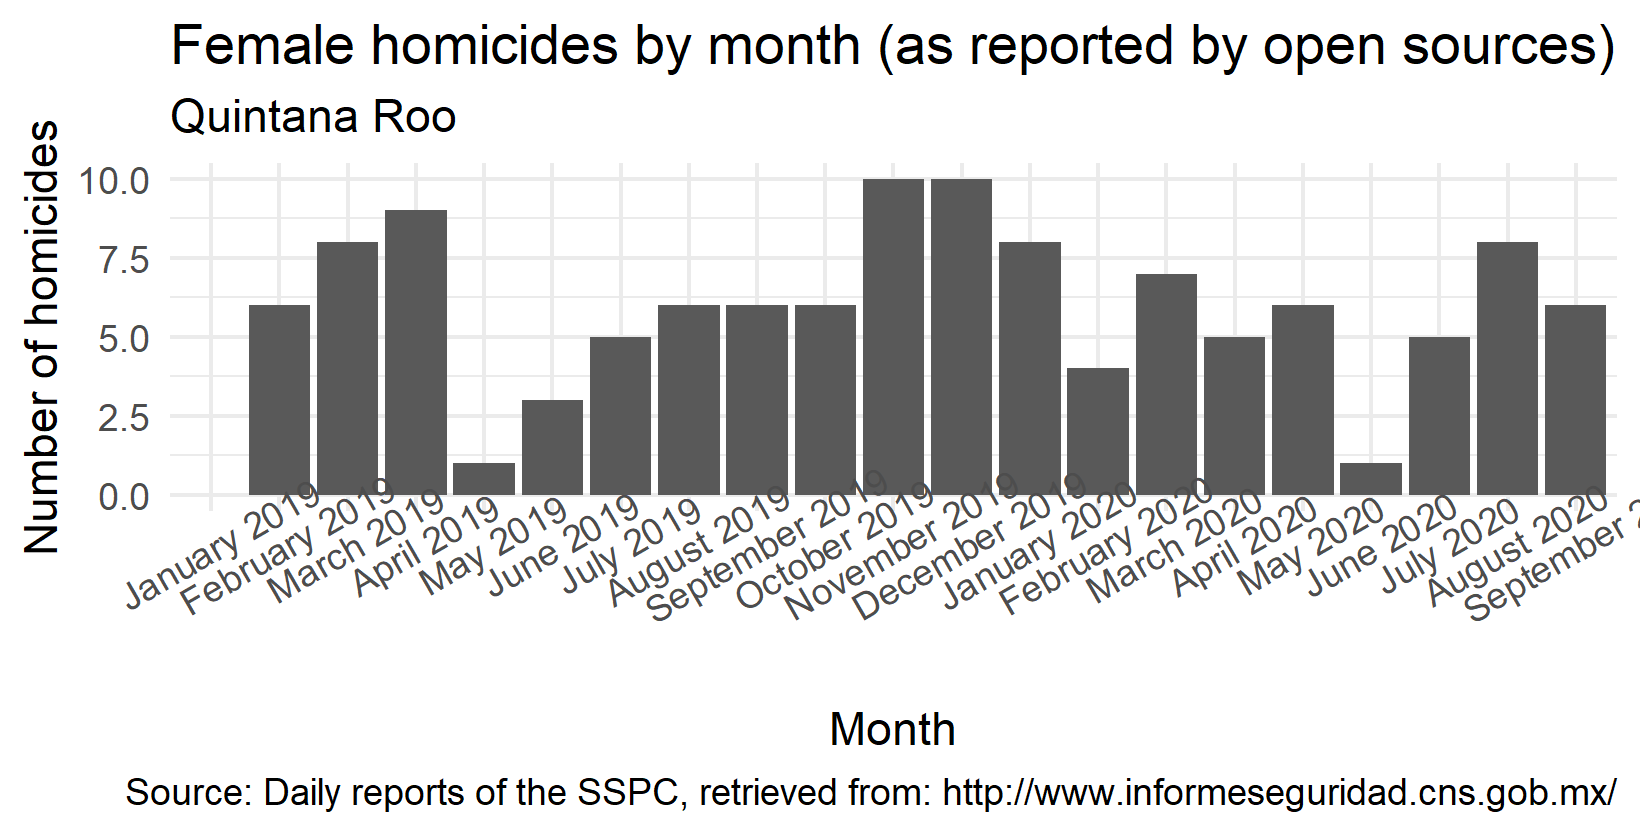 Female homicides by month (as reported by open sources)
Quintana Roo
Number of homicides
10.0
7.5
5.0
2.5
0.0
January 2019
February 2019
March 2019
April 2019
May 2019
June 2019
July 2019
August 2019
September 2019
October 2019
November 2019
December 2019
January 2020
February 2020
March 2020
April 2020
May 2020
June 2020
July 2020
August 2020
September 2
Month
Source: Daily reports of the SSPC, retrieved from: http://www.informeseguridad.cns.gob.mx/